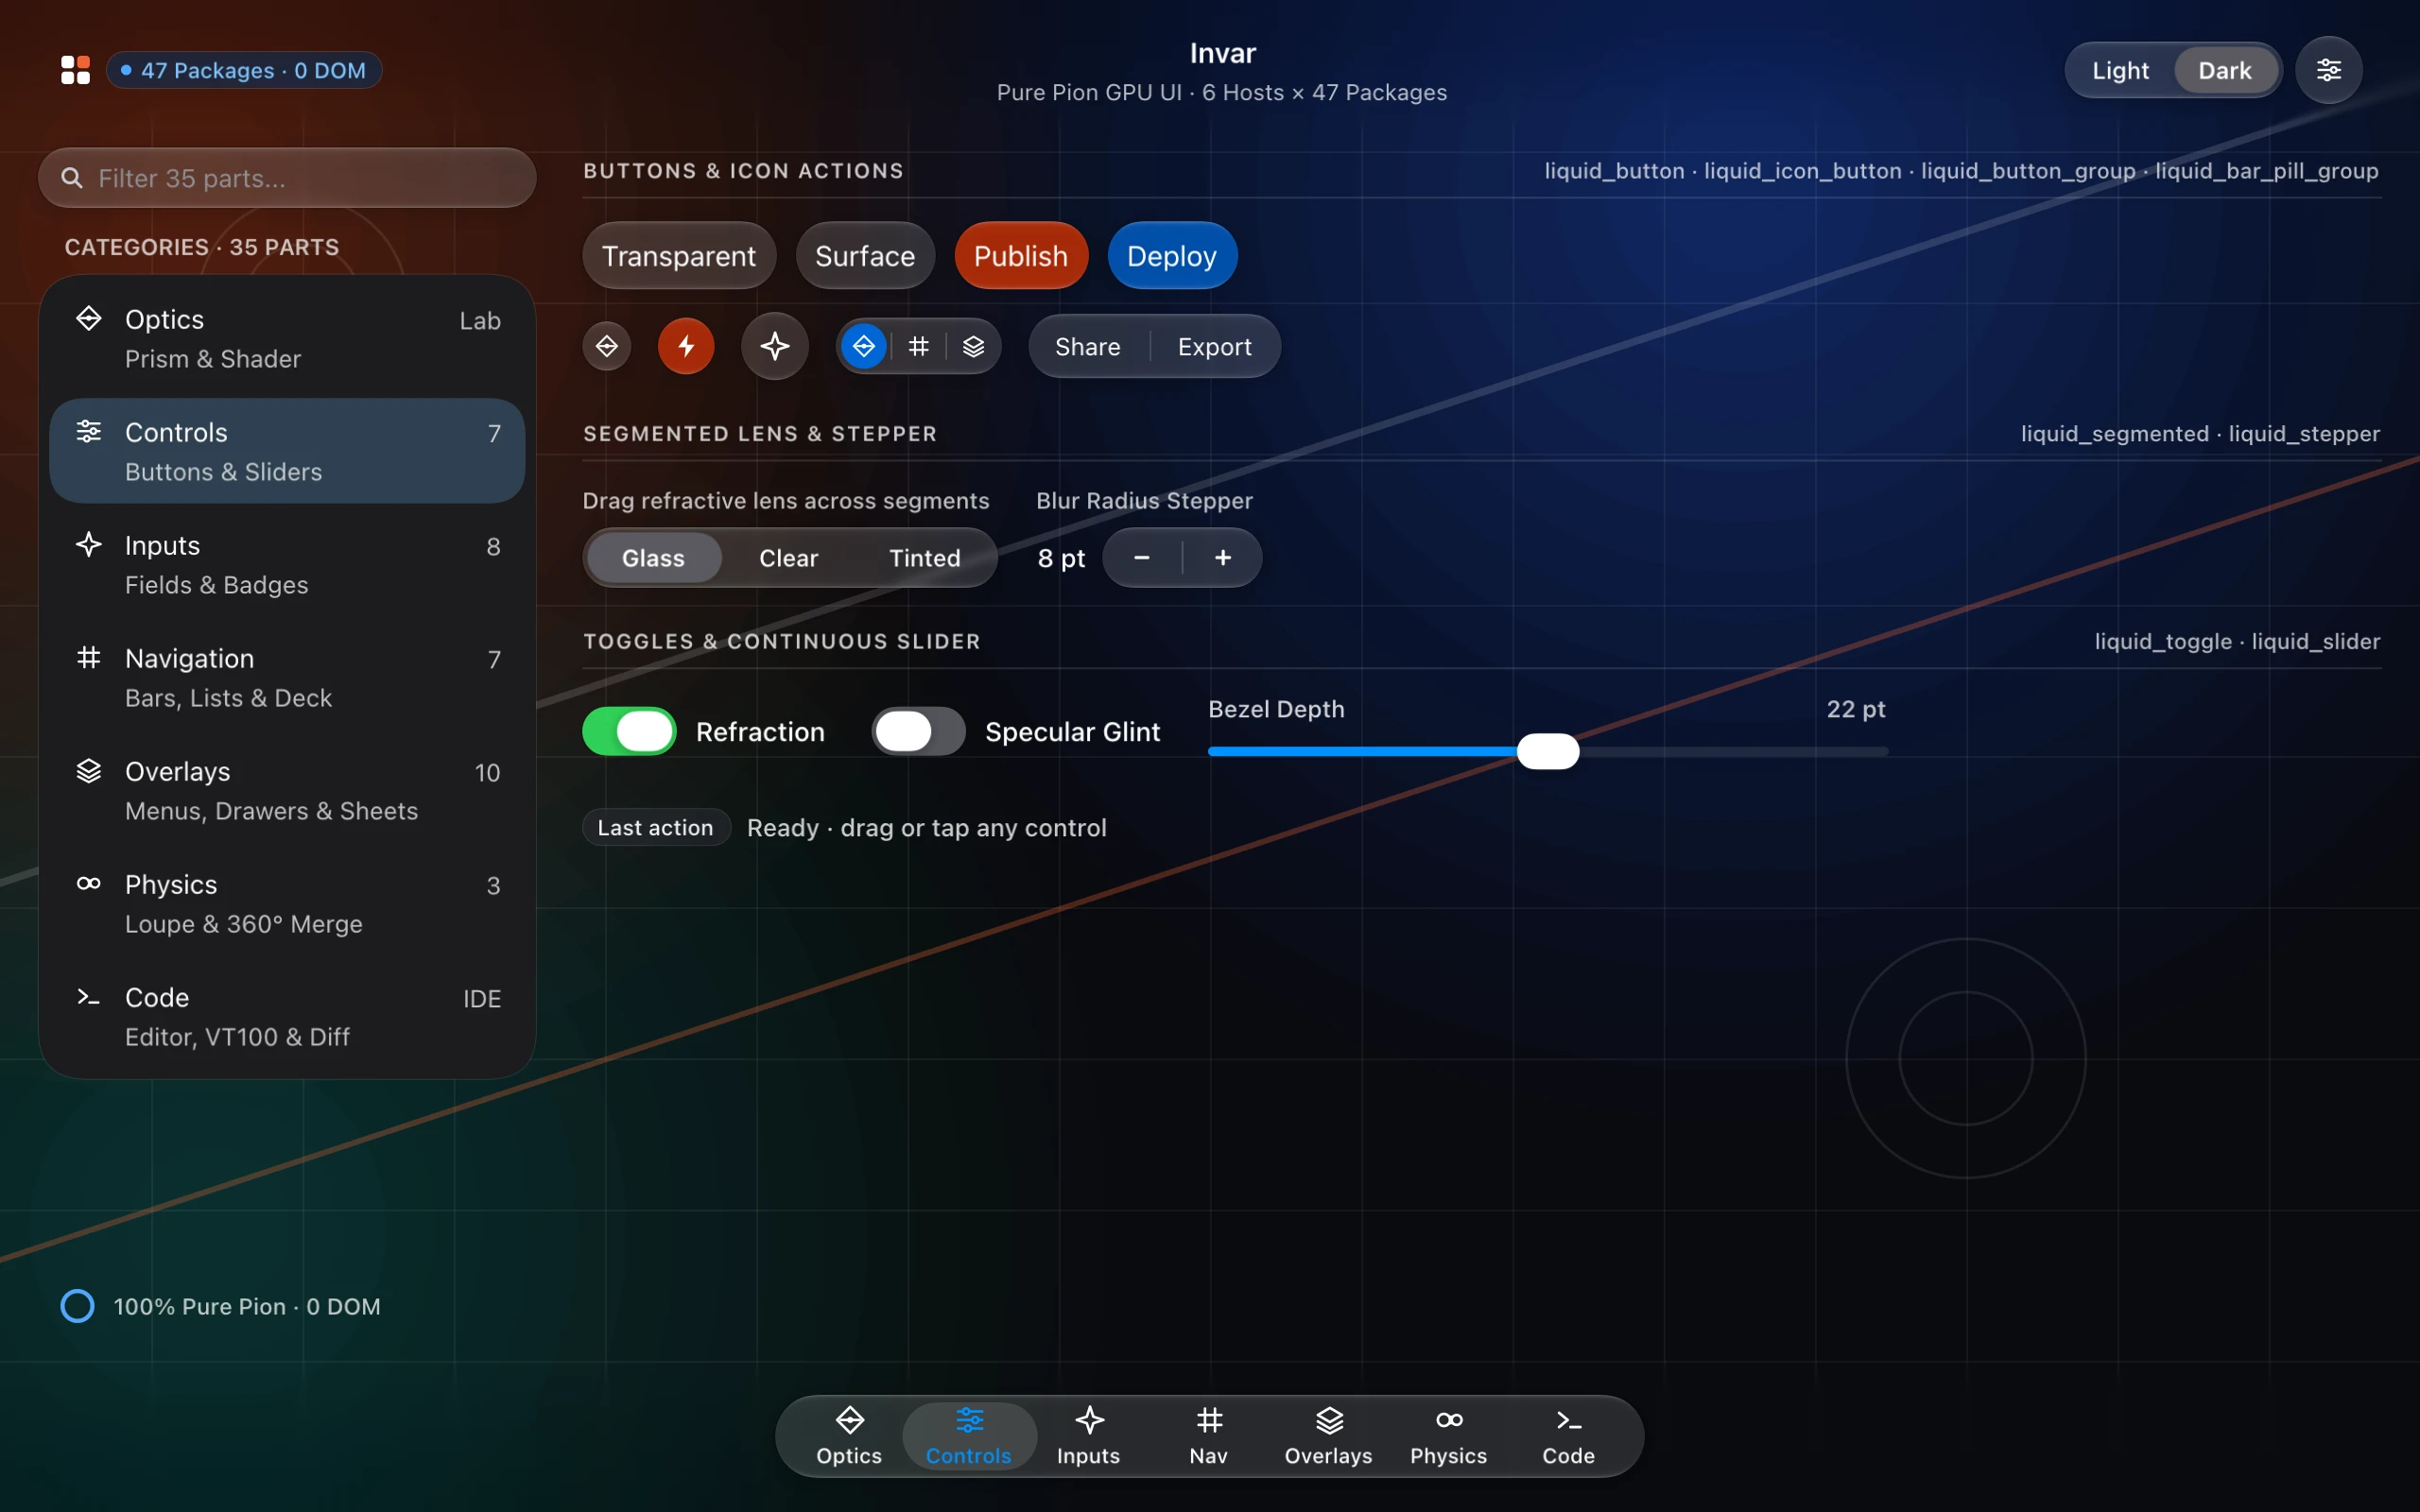 47 Packages · 0 DOM
Invar
Pure Pion GPU UI · 6 Hosts × 47 Packages
Light Dark
Filter 35 parts...
CATEGORIES · 35 PARTS
Optics Lab
Prism & Shader
Controls 7
Buttons & Sliders
Inputs 8
Fields & Badges
Navigation 7
Bars, Lists & Deck
Overlays 10
Menus, Drawers & Sheets
Physics 3
Loupe & 360° Merge
Code IDE
Editor, VT100 & Diff
100% Pure Pion · 0 DOM
BUTTONS & ICON ACTIONS liquid_button · liquid_icon_button · liquid_button_group · liquid_bar_pill_group
Transparent Surface Publish Deploy
Share Export
SEGMENTED LENS & STEPPER liquid_segmented · liquid_stepper
Drag refractive lens across segments Blur Radius Stepper
Glass Clear Tinted 8 pt − +
TOGGLES & CONTINUOUS SLIDER liquid_toggle · liquid_slider
Bezel Depth 22 pt
Refraction Specular Glint
Last action Ready · drag or tap any control
Optics Controls Inputs Nav Overlays Physics Code